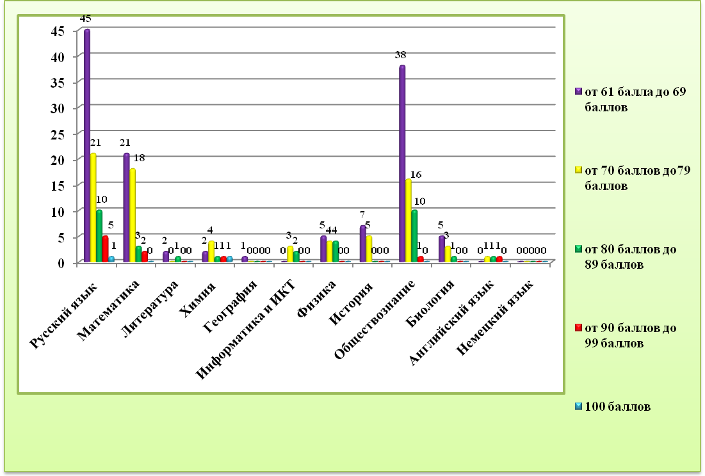 45
40
35
30
25
20
15
10
5
0
45 21 10 5 1
21 18 3 2 0
2 0 1 0 0
2 4 1 1 1
1 0 0 0 0
0 3 2 0 0
5 4 4 0 0
7 5 0 0 0
38 16 10 1 0
5 3 1 0 0
0 1 1 1 0
0 0 0 0 0
Русский язык
Математика
Литература
Химия
География
Информатика и ИКТ
Физика
История
Обществознание
Биология
Английский язык
Немецкий язык
от 61 балла до 69
баллов
от 70 баллов до79
баллов
от 80 баллов до
89 баллов
от 90 баллов до
99 баллов
100 баллов